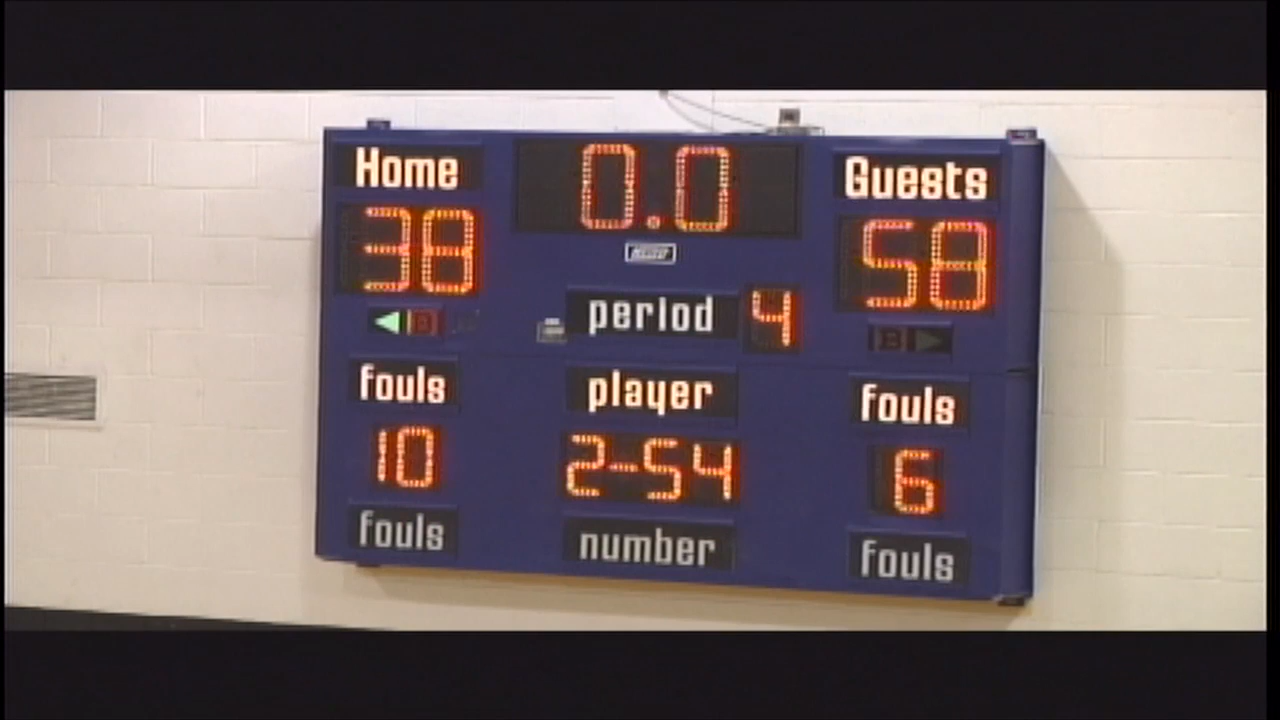 Home 0.0 Guests
38 58
period 4
B B
fouls player fouls
10 2-54 6
fouls number fouls